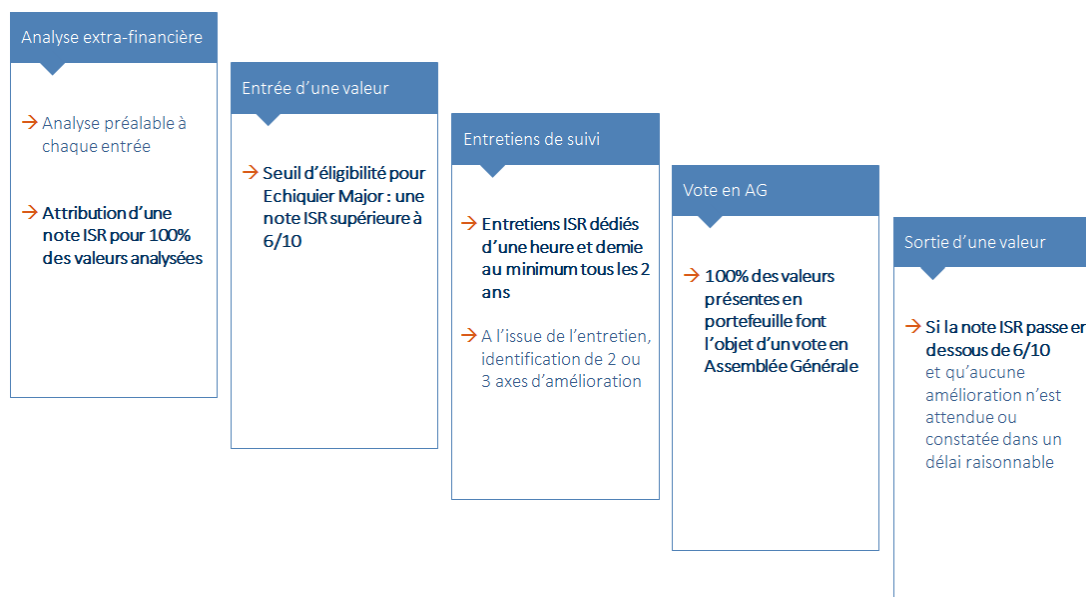 Analyse extra-financière
→ Analyse préalable à
chaque entrée
→ Attribution d'une
note ISR pour 100%
des valeurs analysées
Entrée d'une valeur
→ Seuil d'éligibilité pour
Echiquier Major : une
note ISR supérieure à
6/10
Entretiens de suivi
→ Entretiens ISR dédiés
d'une heure et demie
au minimum tous les 2
ans
→ A l'issue de l'entretien,
identification de 2 ou
3 axes d'amélioration
Vote en AG
→ 100% des valeurs
présentes en
portefeuille font
l'objet d'un vote en
Assemblée Générale
Sortie d'une valeur
→ Si la note ISR passe en
dessous de 6/10
et qu'aucune
amélioration n'est
attendue ou
constatée dans un
délai raisonnable